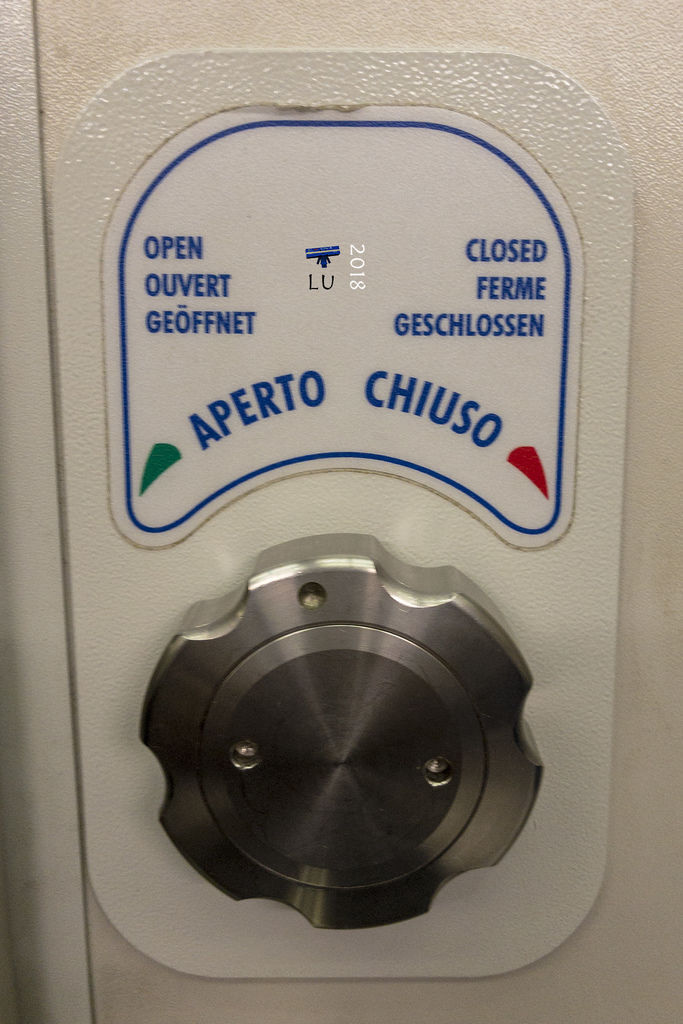 OPEN
OUVERT
GEÖFFNET
LU
2018
CLOSED
FERME
GESCHLOSSEN
APERTO
CHIUSO